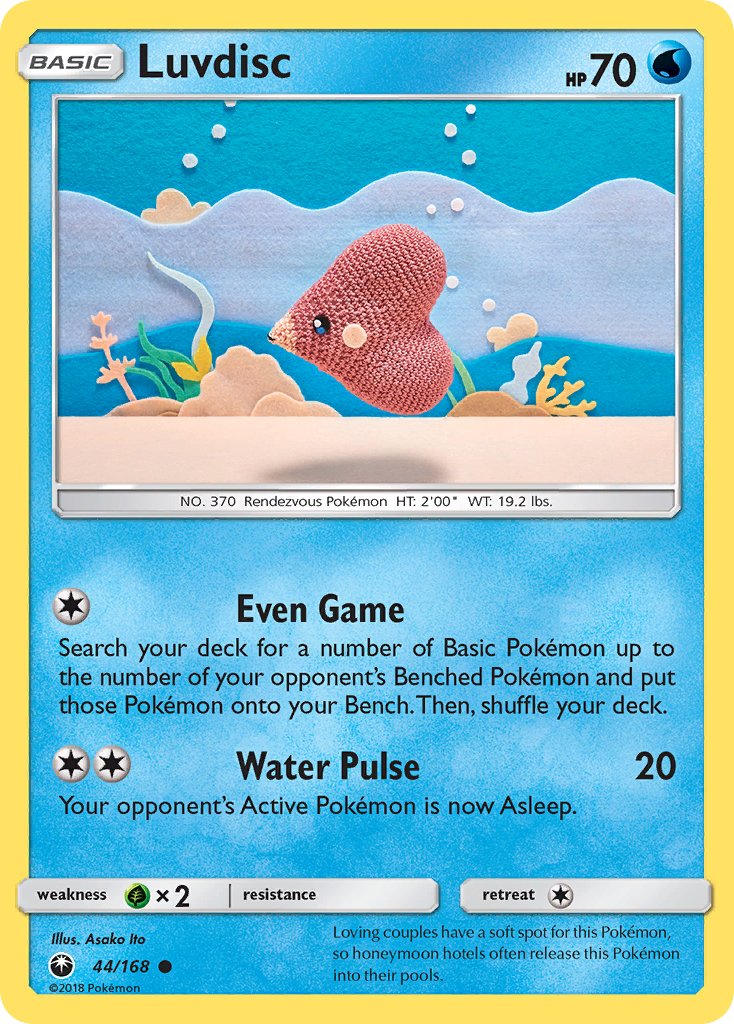 BASIC Luvdisc HP 70
NO. 370 Rendezvous Pokémon HT: 2'00" WT: 19.2 lbs.
Even Game
Search your deck for a number of Basic Pokémon up to
the number of your opponent's Benched Pokémon and put
those Pokémon onto your Bench. Then, shuffle your deck.
Water Pulse 20
Your opponent's Active Pokémon is now Asleep.
weakness ×2 resistance retreat
Illus. Asako Ito
44/168
©2018 Pokémon
Loving couples have a soft spot for this Pokémon,
so honeymoon hotels often release this Pokémon
into their pools.